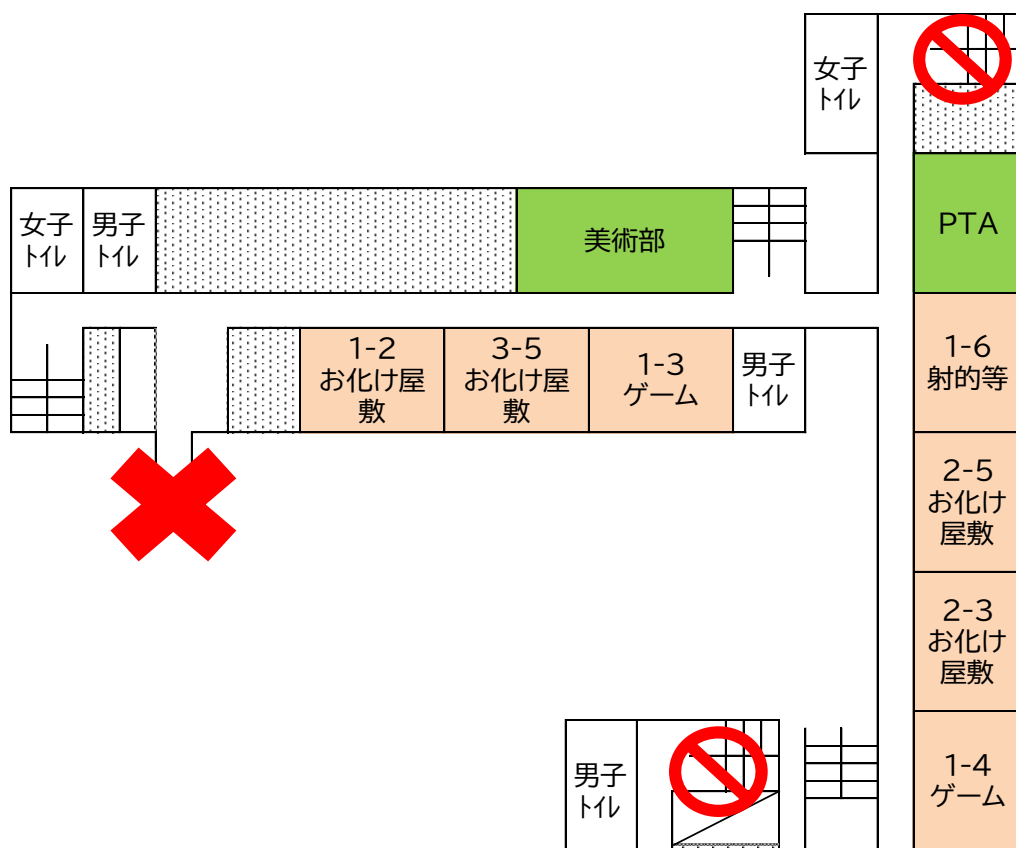 女子
トイレ
PTA
女子
トイレ
男子
トイレ
美術部
1-2
お化け屋
敷
3-5
お化け屋
敷
1-3
ゲーム
男子
トイレ
1-6
射的等
2-5
お化け
屋敷
2-3
お化け
屋敷
男子
トイレ
1-4
ゲーム